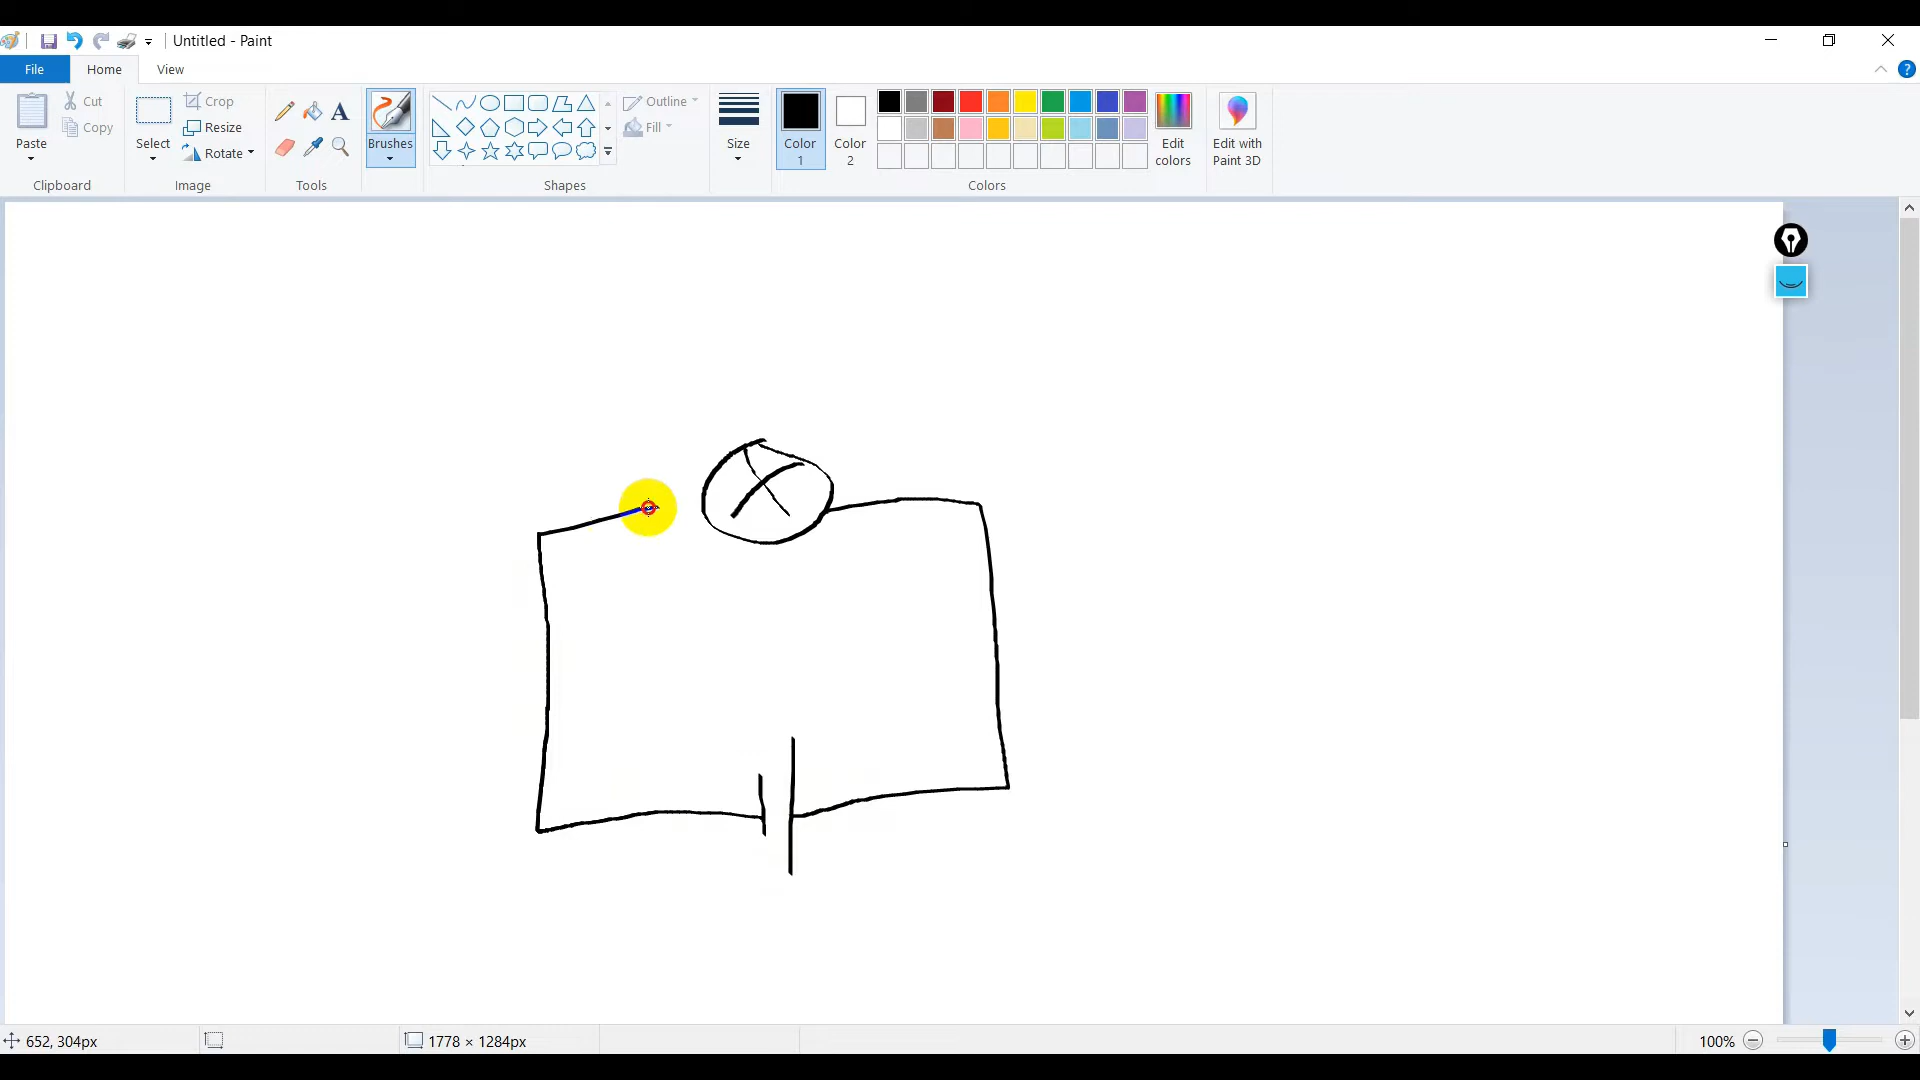 Untitled - Paint
File
Home
View
Paste
Cut
Copy
Clipboard
Select
Crop
Resize
Rotate
Image
A
Tools
Brushes
Outline
Fill
Shapes
Size
Color
1
Color
2
Edit
colors
Colors
Edit with
Paint 3D
?
652, 304px
1778 × 1284px
100%